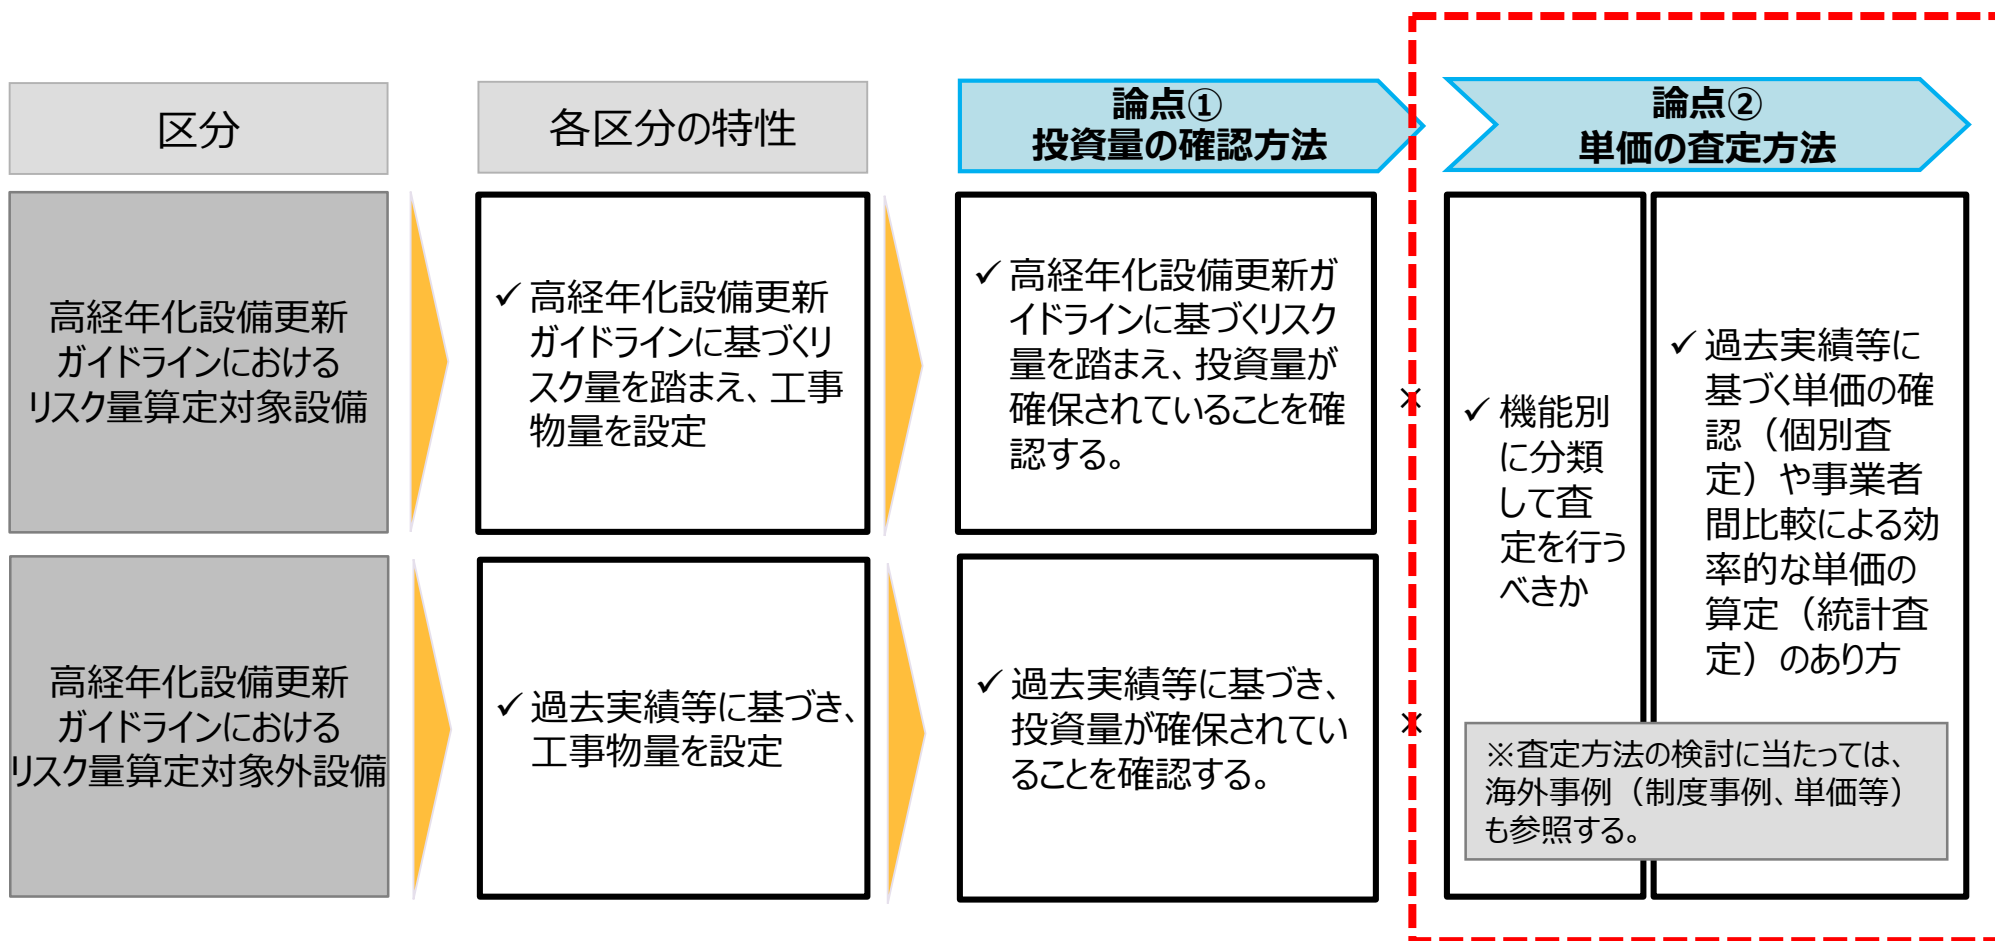 区分
各区分の特性
論点①
投資量の確認方法
論点②
単価の査定方法
高経年化設備更新
ガイドラインにおける
リスク量算定対象設備
✓ 高経年化設備更新
ガイドラインに基づくリ
スク量を踏まえ、工事
物量を設定
✓ 高経年化設備更新ガ
イドラインに基づくリスク
量を踏まえ、投資量が
確保されていることを確
認する。
×
✓ 機能別
に分類
して査
定を行う
べきか
✓ 過去実績等に
基づく単価の確
認（個別査
定）や事業者
間比較による効
率的な単価の
算定（統計査
定）のあり方
高経年化設備更新
ガイドラインにおける
リスク量算定対象外設備
✓ 過去実績等に基づき、
工事物量を設定
✓ 過去実績等に基づき、
投資量が確保されてい
ることを確認する。
×
※査定方法の検討に当たっては、
海外事例（制度事例、単価等）
も参照する。